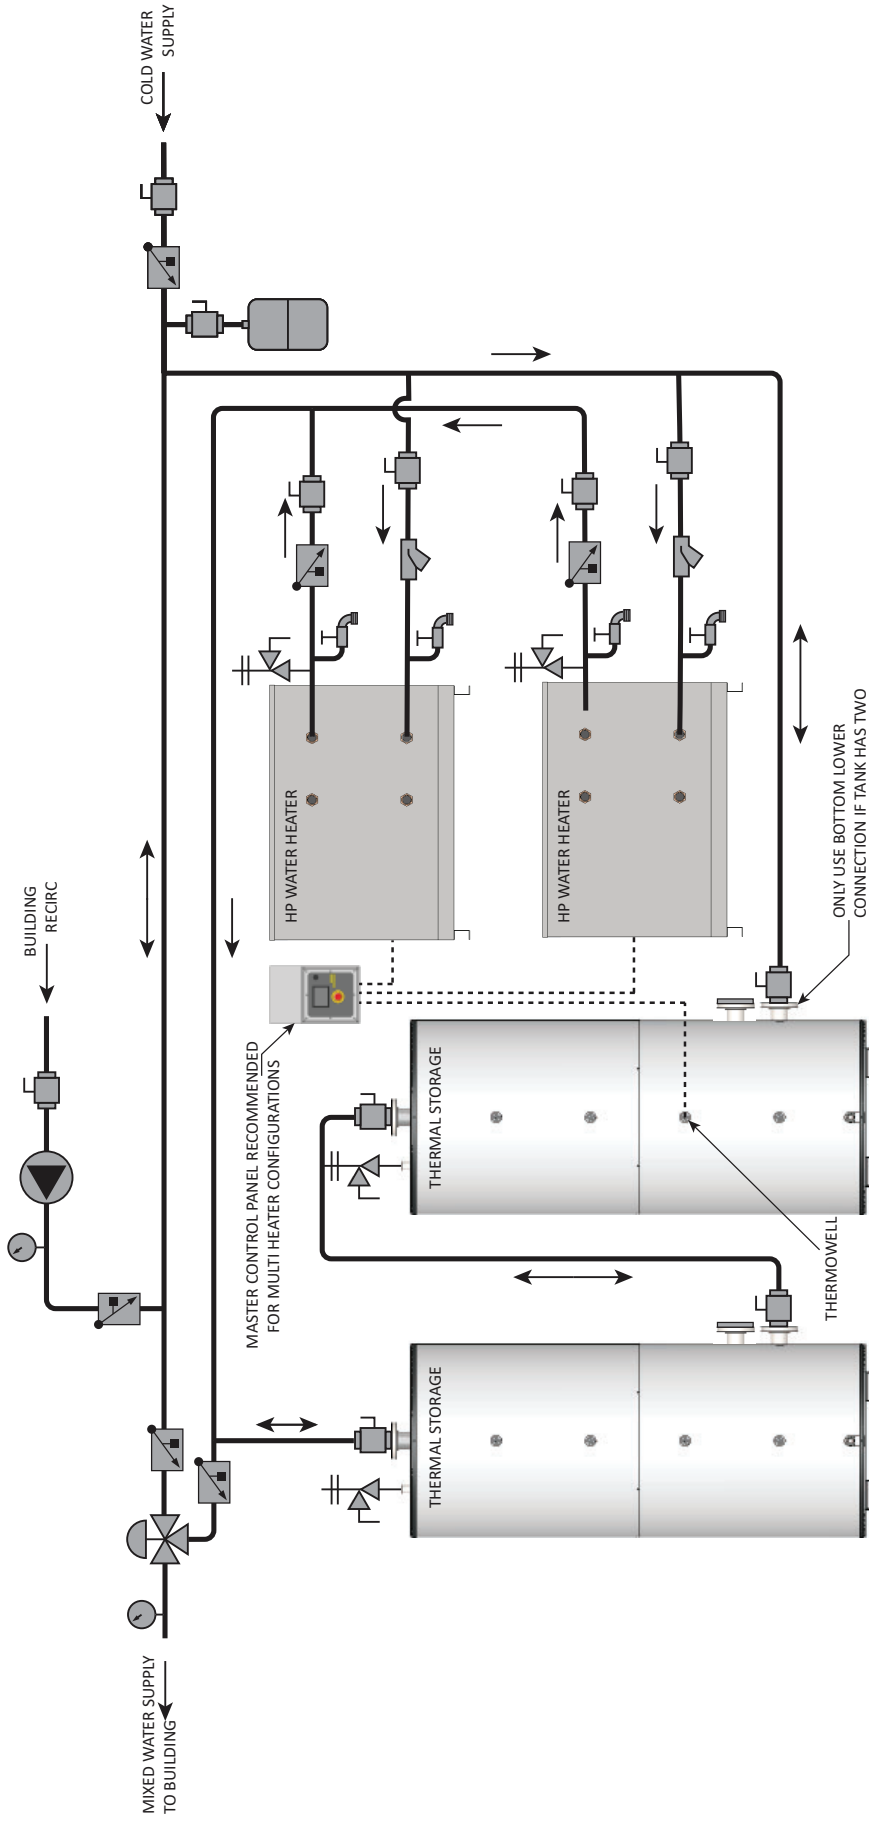 COLD WATER
SUPPLY
BUILDING
RECIRC
HP WATER HEATER
HP WATER HEATER
ONLY USE BOTTOM LOWER
CONNECTION IF TANK HAS TWO
MASTER CONTROL PANEL RECOMMENDED
FOR MULTI HEATER CONFIGURATIONS
THERMAL STORAGE
THERMOWELL
THERMAL STORAGE
MIXED WATER SUPPLY
TO BUILDING